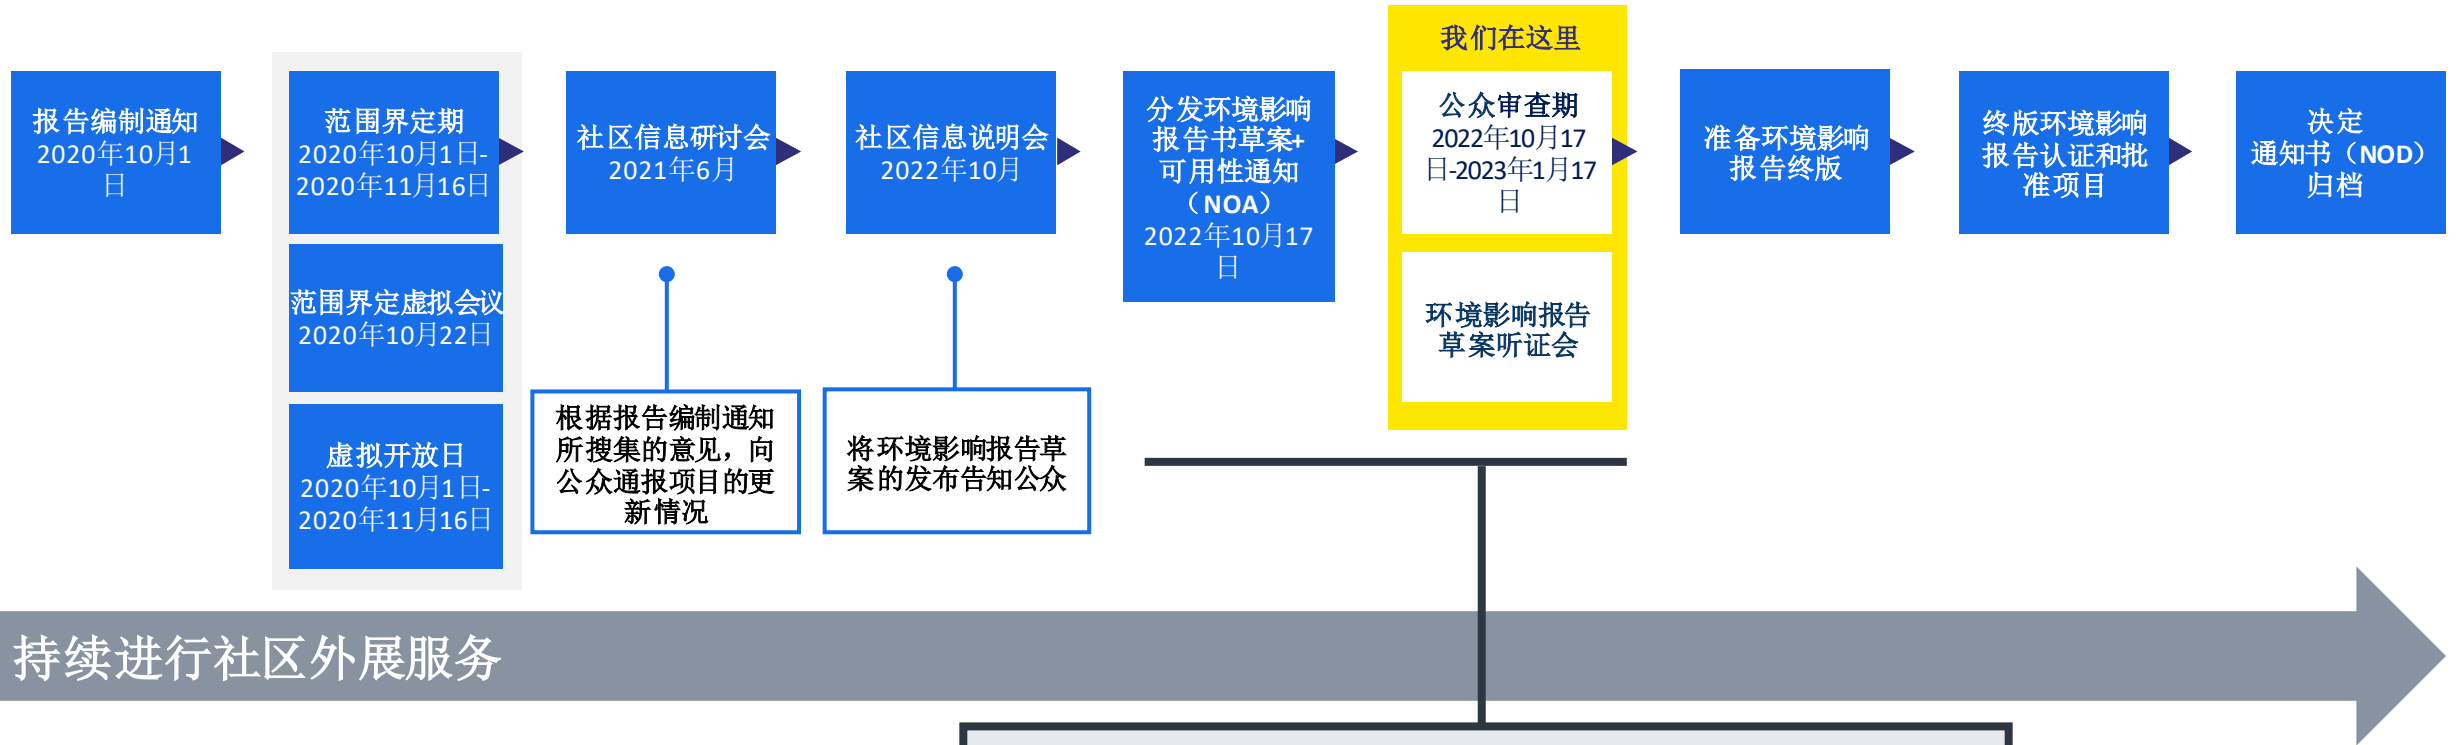 我们在这里
报告编制通知
2020年10月1
日
范围界定期
2020年10月1日-
2020年11月16日
范围界定虚拟会议
2020年10月22日
虚拟开放日
2020年10月1日-
2020年11月16日
社区信息研讨会
2021年6月
根据报告编制通知
所搜集的意见，向
公众通报项目的更
新情况
社区信息说明会
2022年10月
将环境影响报告草
案的发布告知公众
分发环境影响
报告书草案+
可用性通知
（NOA）
2022年10月17
日
公众审查期
2022年10月17
日-2023年1月17
日
环境影响报告
草案听证会
准备环境影响
报告终版
终版环境影响
报告认证和批
准项目
决定
通知书（NOD）
归档
持续进行社区外展服务